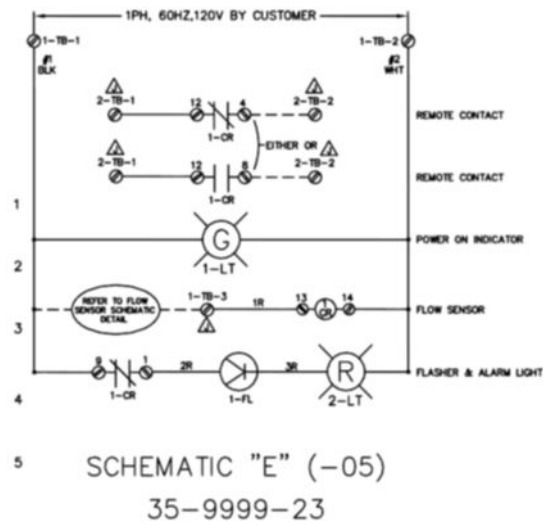 1PH, 60HZ,120V BY CUSTOMER
1-TB-1
1-TB-2
BLK
WHT
2-TB-1
12
4
2-TB-2
REMOTE CONTACT
1-CR
EITHER OR
2-TB-1
12
8
2-TB-2
REMOTE CONTACT
1-CR
1
G
POWER ON INDICATOR
1-LT
2
REFER TO FLOW
SENSOR SCHEMATIC
DETAIL
1-TB-3
1R
13
1
CR
14
FLOW SENSOR
3
9
1
2R
3R
R
FLASHER & ALARM LIGHT
1-CR
1-FL
2-LT
4
5
SCHEMATIC "E" (-05)
35-9999-23